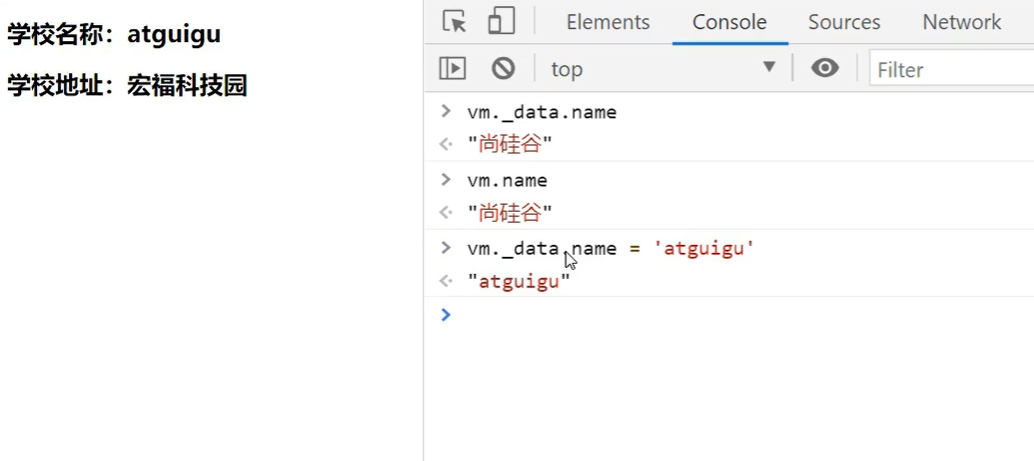 学校名称：atguigu
学校地址：宏福科技园
Elements Console Sources Network
top ▼ Filter
> vm._data.name
<· "尚硅谷"
> vm.name
<· "尚硅谷"
> vm._data.name = 'atguigu'
<· "atguigu"
>